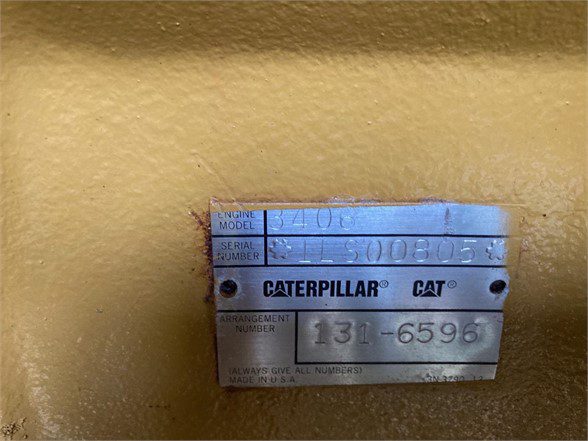 ENGINE MODEL 3408
SERIAL NUMBER 1LS00805
CATERPILLAR® CAT®
ARRANGEMENT NUMBER 131-6596
(ALWAYS GIVE ALL NUMBERS)
MADE IN U.S.A.